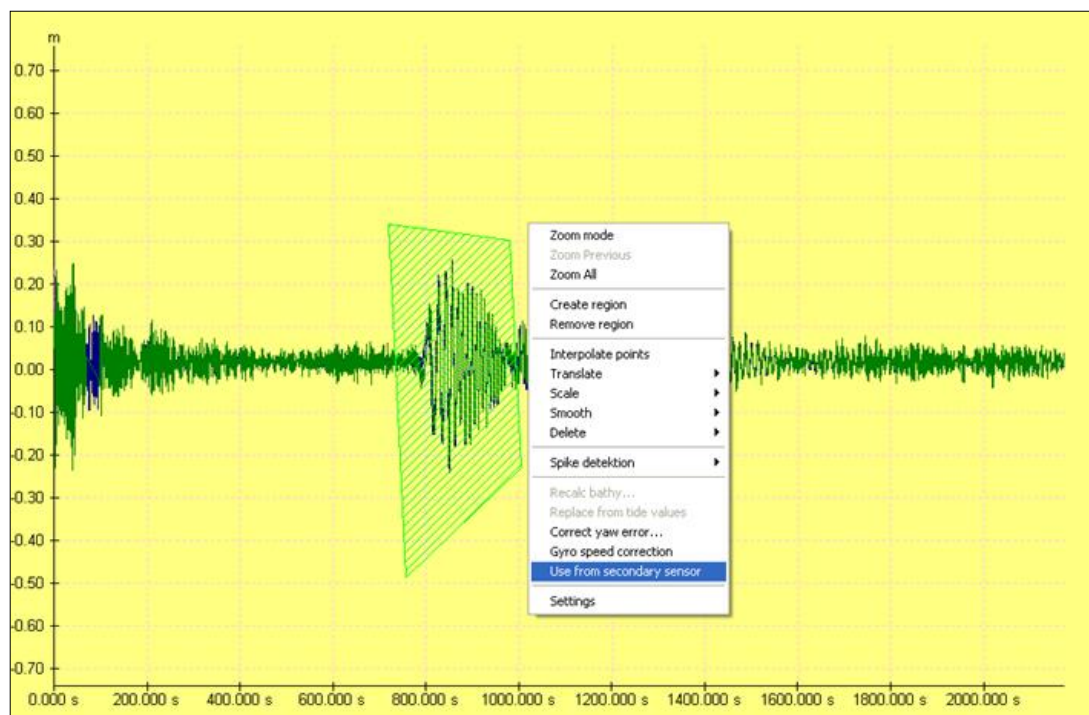 m
0.70
0.60
0.50
0.40
0.30
0.20
0.10
0.00
-0.10
-0.20
-0.30
-0.40
-0.50
-0.60
-0.70
0.000 s 200.000 s 400.000 s 600.000 s 800.000 s 1000.000 s 1200.000 s 1400.000 s 1600.000 s 1800.000 s 2000.000 s
Zoom mode
Zoom Previous
Zoom All
Create region
Remove region
Interpolate points
Translate
Scale
Smooth
Delete
Spike detektion
Recalc bathy...
Replace from tide values
Correct yaw error...
Gyro speed correction
Use from secondary sensor
Settings